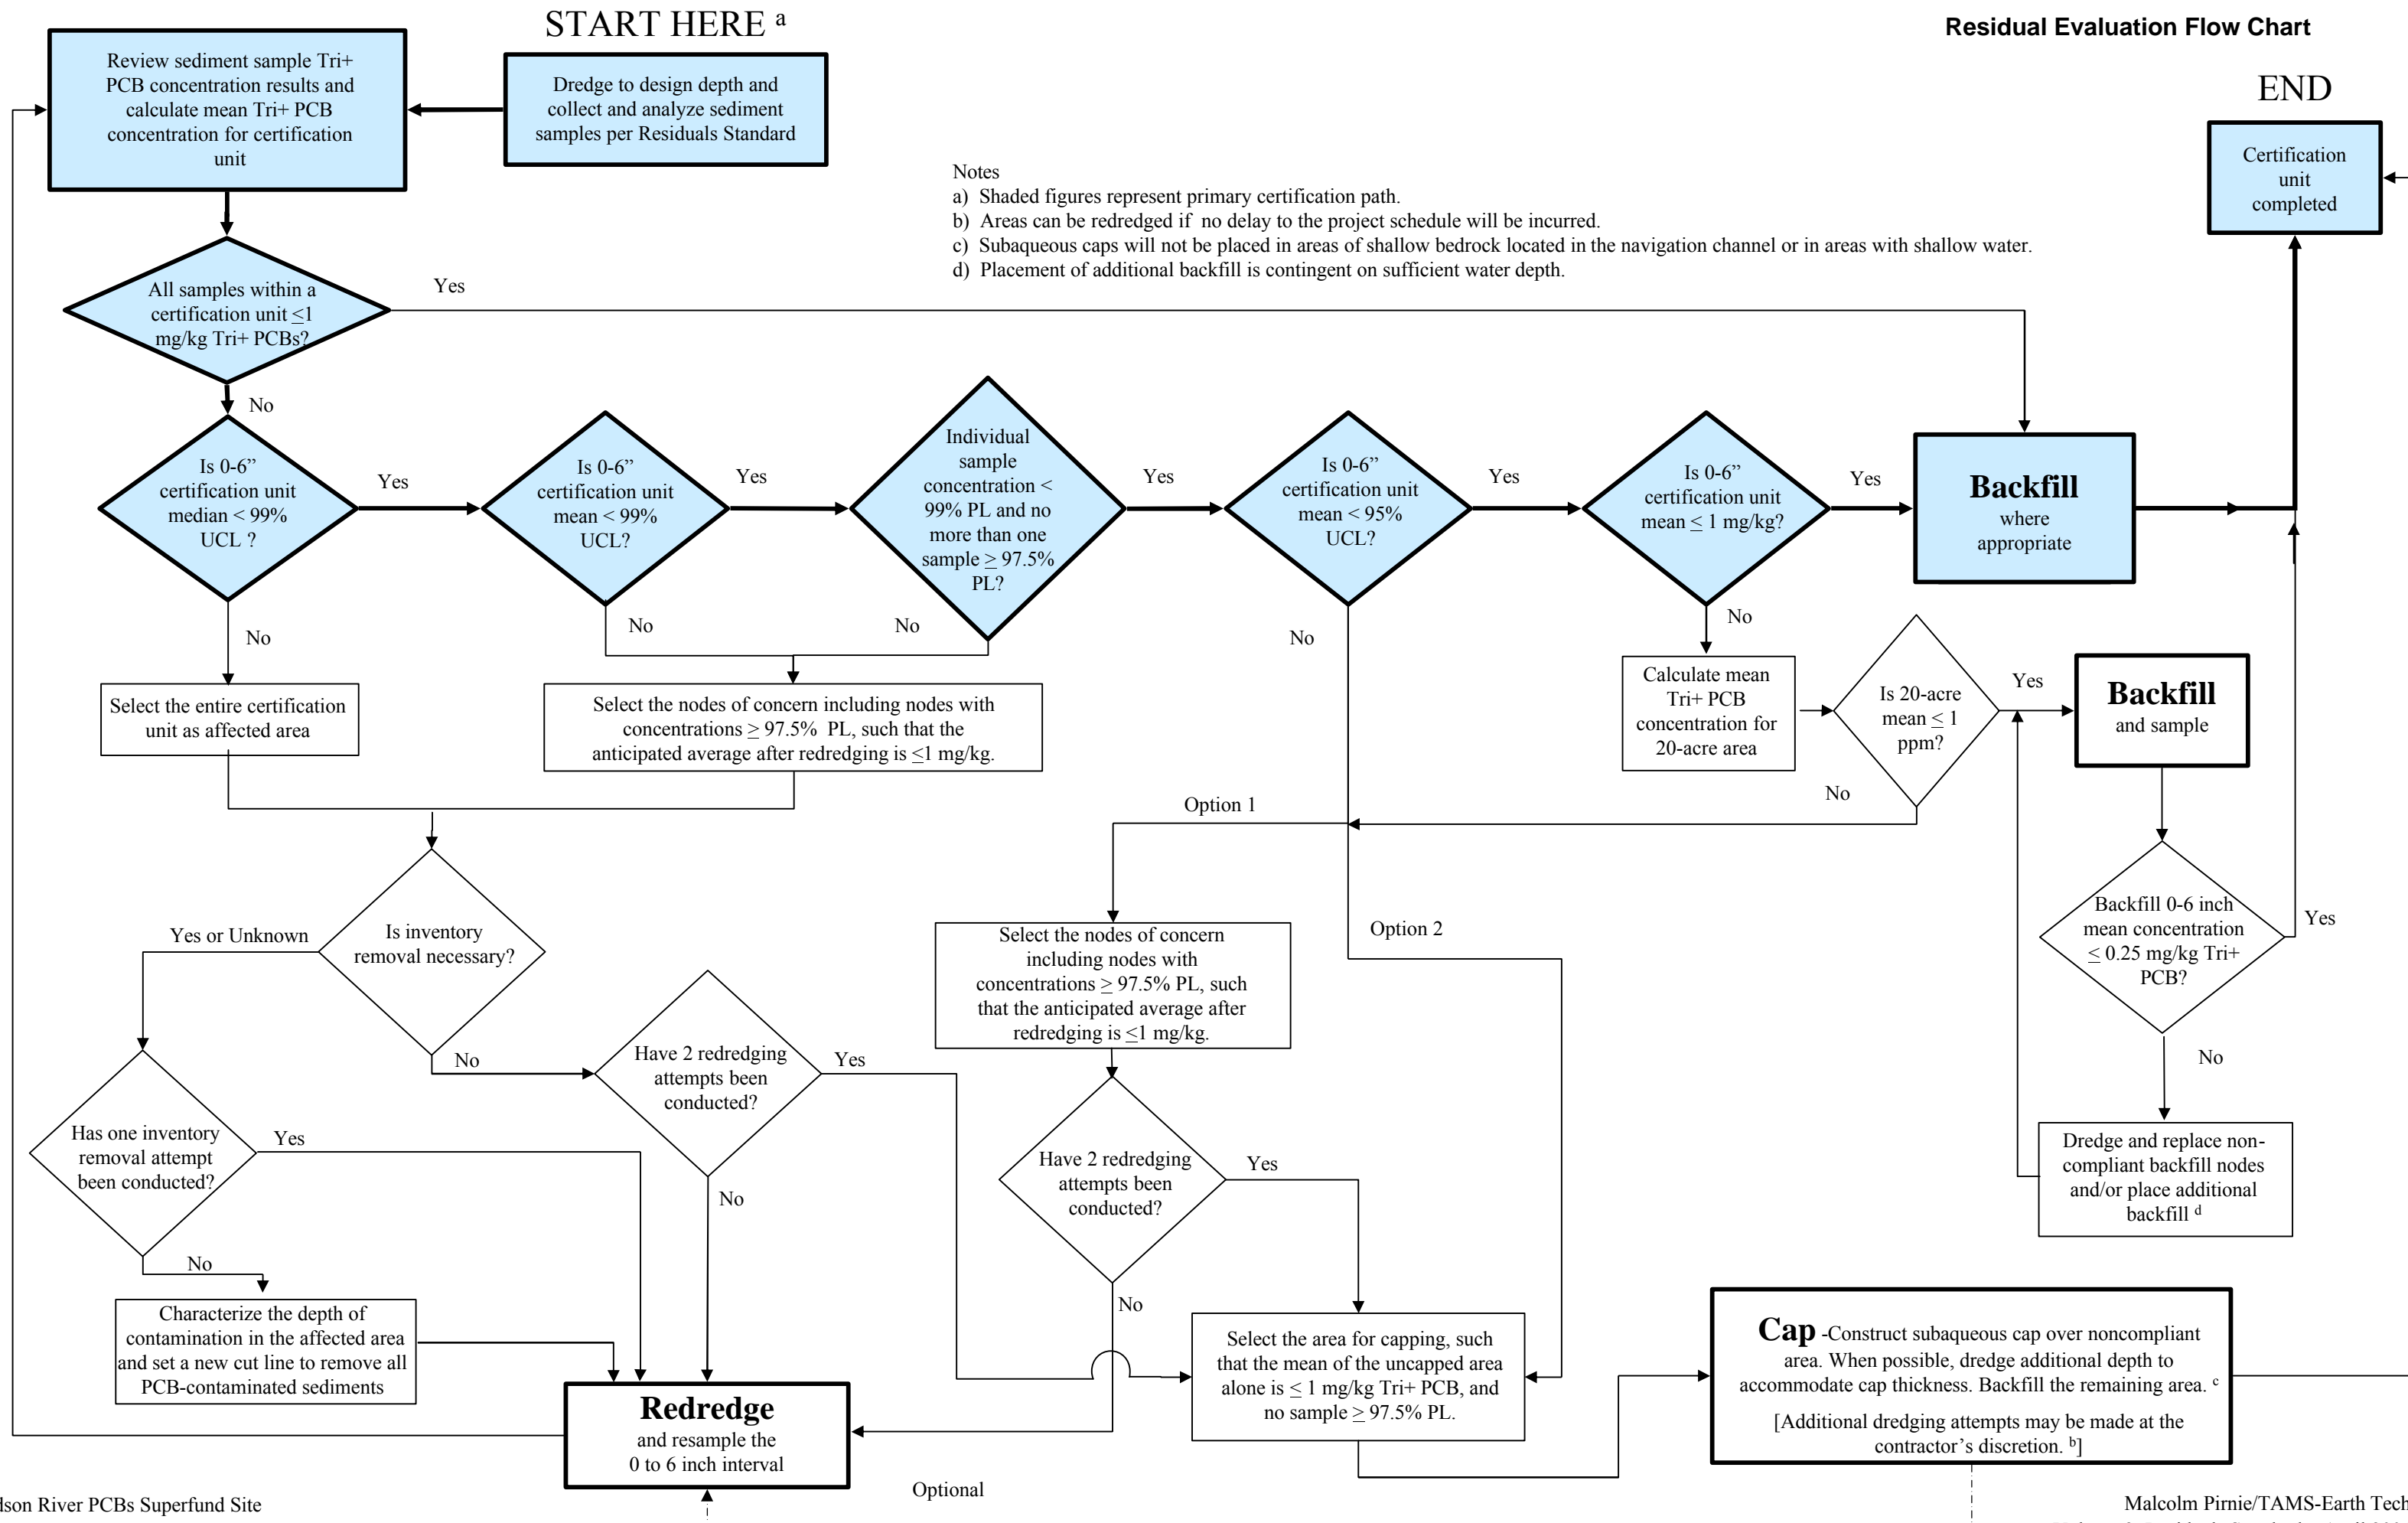 START HERE a
Residual Evaluation Flow Chart
END
Review sediment sample Tri+
PCB concentration results and
calculate mean Tri+ PCB
concentration for certification
unit
Dredge to design depth and
collect and analyze sediment
samples per Residuals Standard
Certification
unit
completed
Notes
a) Shaded figures represent primary certification path.
b) Areas can be redredged if no delay to the project schedule will be incurred.
c) Subaqueous caps will not be placed in areas of shallow bedrock located in the navigation channel or in areas with shallow water.
d) Placement of additional backfill is contingent on sufficient water depth.
All samples within a
certification unit ≤1
mg/kg Tri+ PCBs?
Yes
No
Is 0-6”
certification unit
median < 99%
UCL ?
Yes
Is 0-6”
certification unit
mean < 99%
UCL?
Yes
Individual
sample
concentration <
99% PL and no
more than one
sample ≥ 97.5%
PL?
Yes
Is 0-6”
certification unit
mean < 95%
UCL?
Yes
Is 0-6”
certification unit
mean ≤ 1 mg/kg?
Yes
Backfill
where
appropriate
No
No
No
No
No
Select the entire certification
unit as affected area
Select the nodes of concern including nodes with
concentrations ≥ 97.5% PL, such that the
anticipated average after redredging is ≤1 mg/kg.
Calculate mean
Tri+ PCB
concentration for
20-acre area
Is 20-acre
mean ≤ 1
ppm?
Yes
Backfill
and sample
No
Option 1
Option 2
Backfill 0-6 inch
mean concentration
≤ 0.25 mg/kg Tri+
PCB?
Yes
No
Dredge and replace non-
compliant backfill nodes
and/or place additional
backfill d
Is inventory
removal necessary?
Yes or Unknown
No
Have 2 redredging
attempts been
conducted?
Yes
No
Select the nodes of concern
including nodes with
concentrations ≥ 97.5% PL, such
that the anticipated average after
redredging is ≤1 mg/kg.
Has one inventory
removal attempt
been conducted?
Yes
No
Have 2 redredging
attempts been
conducted?
Yes
No
Characterize the depth of
contamination in the affected area
and set a new cut line to remove all
PCB-contaminated sediments
Redredge
and resample the
0 to 6 inch interval
Select the area for capping, such
that the mean of the uncapped area
alone is ≤ 1 mg/kg Tri+ PCB, and
no sample ≥ 97.5% PL.
Cap -Construct subaqueous cap over noncompliant
area. When possible, dredge additional depth to
accommodate cap thickness. Backfill the remaining area. c
[Additional dredging attempts may be made at the
contractor’s discretion. b]
Optional
River PCBs Superfund Site
Malcolm Pirnie/TAMS-Earth Tech